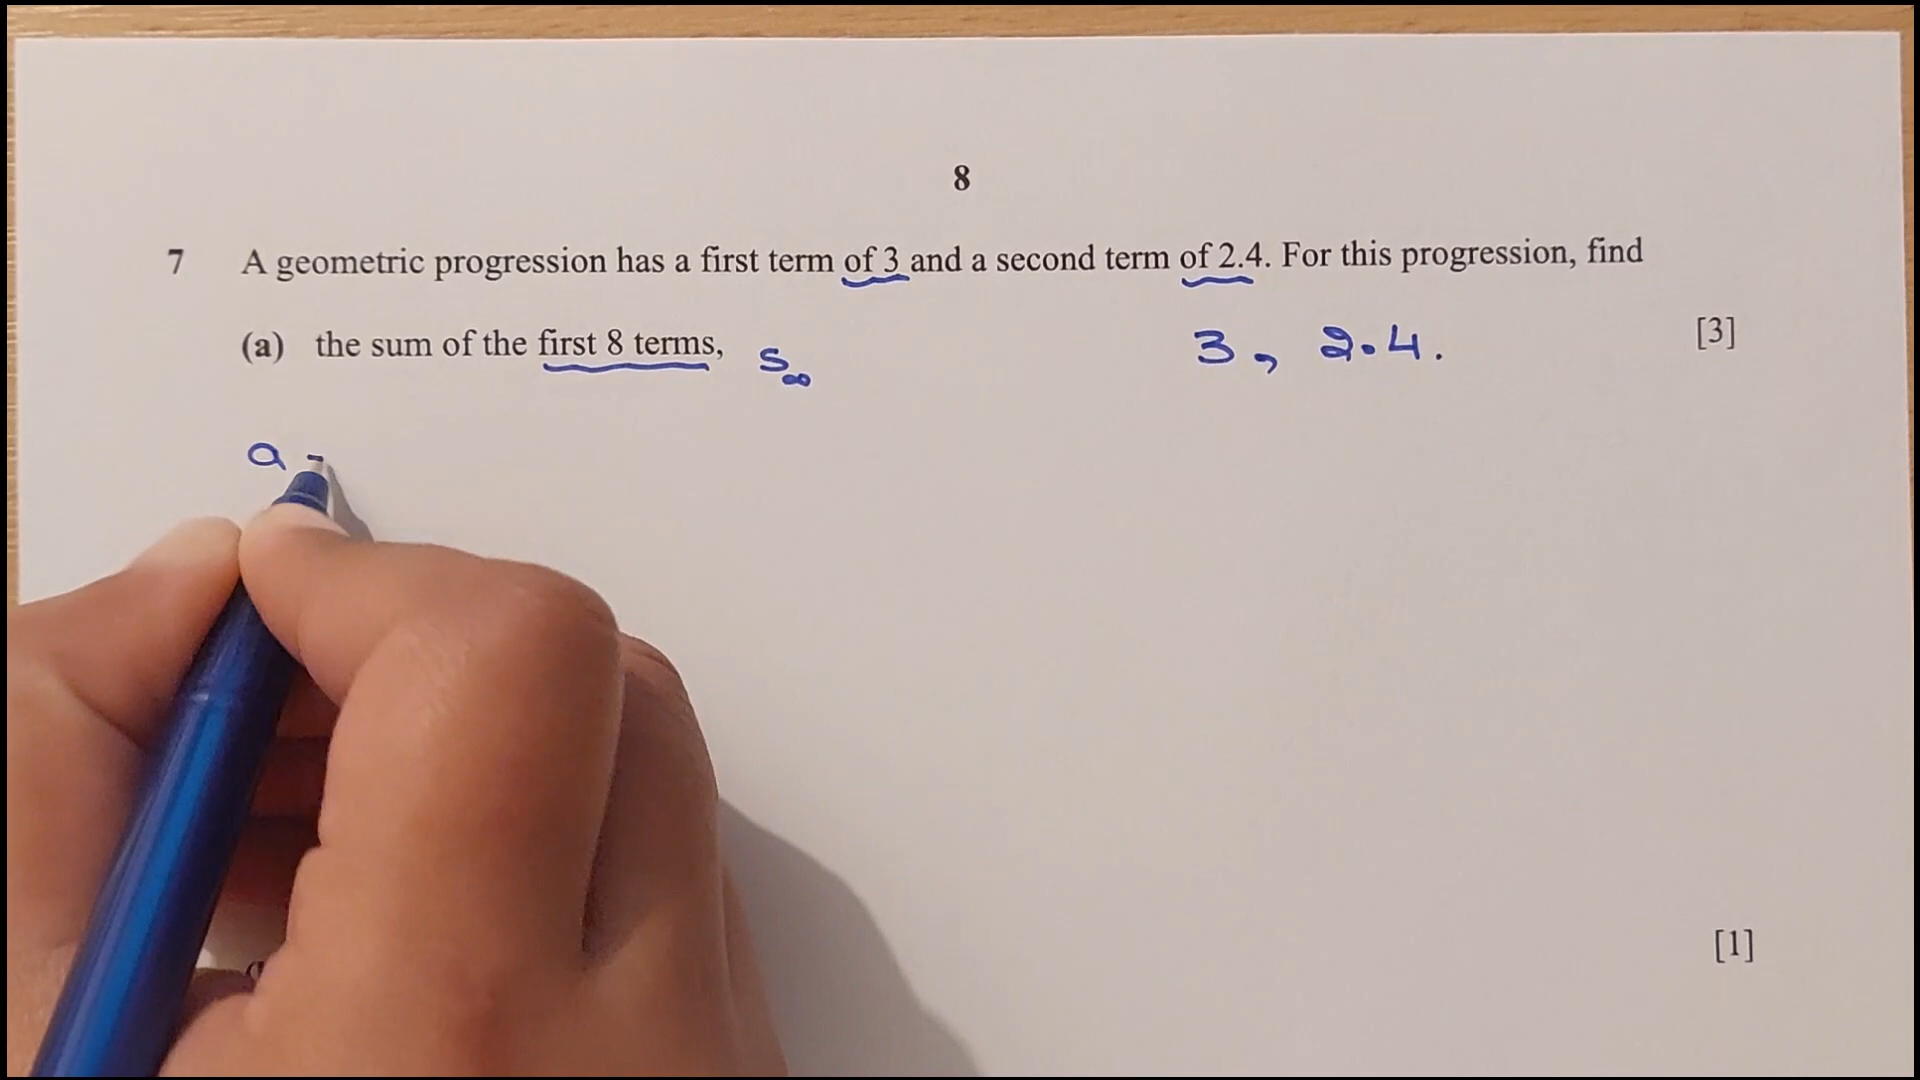 8
7 A geometric progression has a first term of 3 and a second term of 2.4. For this progression, find
(a) the sum of the first 8 terms, S∞ 3, 2.4. [3]
a -
[1]